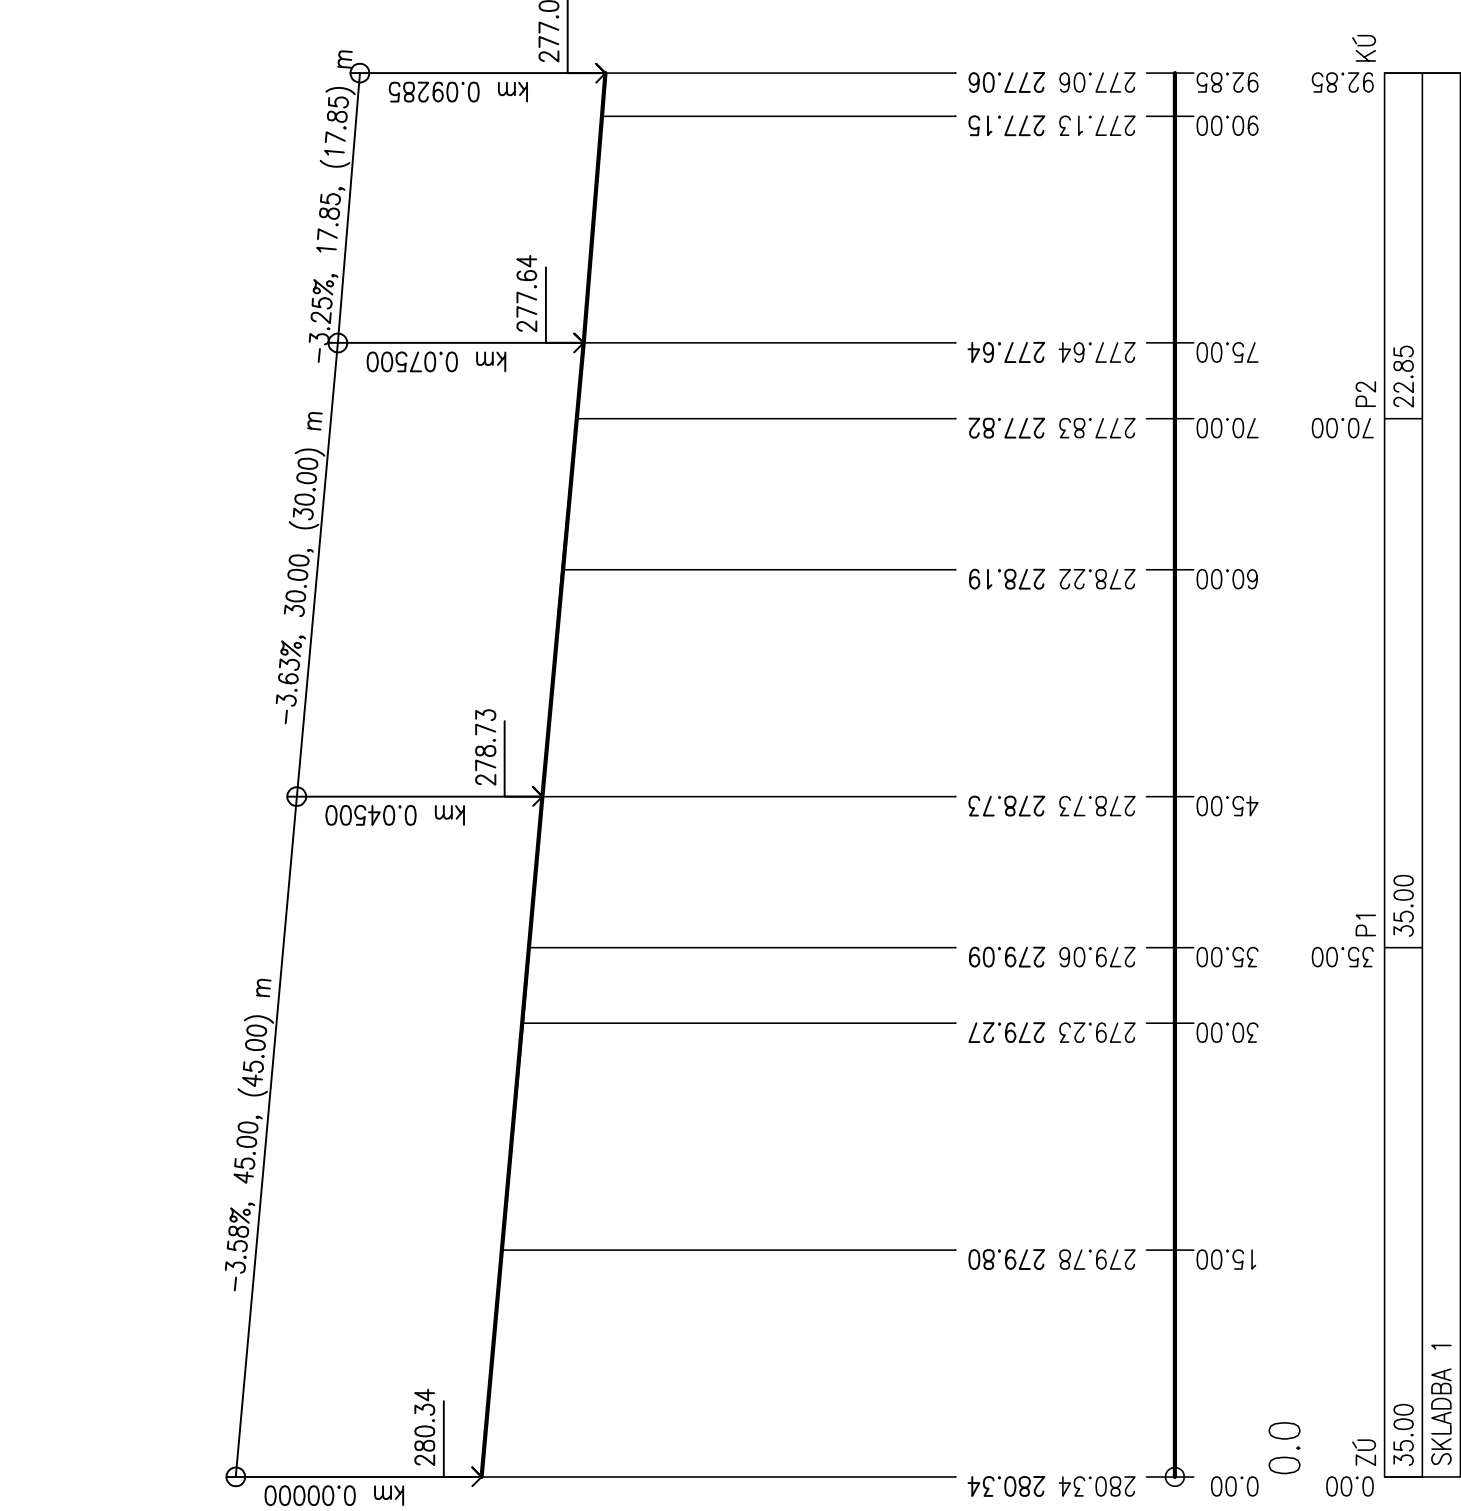 -3.58%, 45.00, (45.00) m
-3.63%, 30.00, (30.00) m
-3.25%, 17.85, (17.85) m
km 0.00000
280.34
km 0.04500
278.73
km 0.07500
277.64
km 0.09285
277.0
280.34 280.34 0.00
279.78 279.80 15.00
279.23 279.27 30.00
279.06 279.09 35.00
278.73 278.73 45.00
278.22 278.19 60.00
277.83 277.82 70.00
277.64 277.64 75.00
277.13 277.15 90.00
277.06 277.06 92.85
0.0
ZÚ 0.00
P1 35.00
P2 70.00
KÚ 92.85
35.00 35.00 22.85
SKLADBA 1